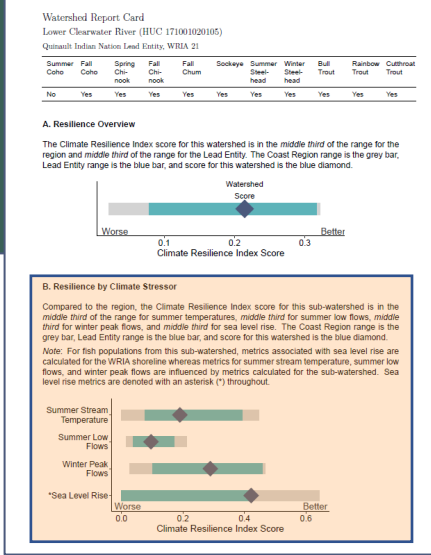 Watershed Report Card
Lower Clearwater River (HUC 171001020105)
Quinault Indian Nation Lead Entity, WRIA 21
Summer Coho Fall Coho Spring Chi-nook Fall Chi-nook Fall Chum Sockeye Summer Steel-head Winter Steel-head Bull Trout Rainbow Trout Cutthroat Trout
No Yes Yes Yes Yes Yes Yes Yes Yes Yes Yes
A. Resilience Overview
The Climate Resilience Index score for this watershed is in the middle third of the range for the
region and middle third of the range for the Lead Entity. The Coast Region range is the grey bar,
Lead Entity range is the blue bar, and score for this watershed is the blue diamond.
Watershed
Score
Worse Better
0.1 0.2 0.3
Climate Resilience Index Score
B. Resilience by Climate Stressor
Compared to the region, the Climate Resilience Index score for this sub-watershed is in the
middle third of the range for summer temperatures, middle third for summer low flows, middle
third for winter peak flows, and middle third for sea level rise. The Coast Region range is the
grey bar, Lead Entity range is the blue bar, and score for this watershed is the blue diamond.
Note: For fish populations from this sub-watershed, metrics associated with sea level rise are
calculated for the WRIA shoreline whereas metrics for summer stream temperature, summer low
flows, and winter peak flows are influenced by metrics calculated for the sub-watershed. Sea
level rise metrics are denoted with an asterisk (*) throughout.
Summer Stream
Temperature
Summer Low
Flows
Winter Peak
Flows
*Sea Level Rise
Worse Better
0.0 0.2 0.4 0.6
Climate Resilience Index Score